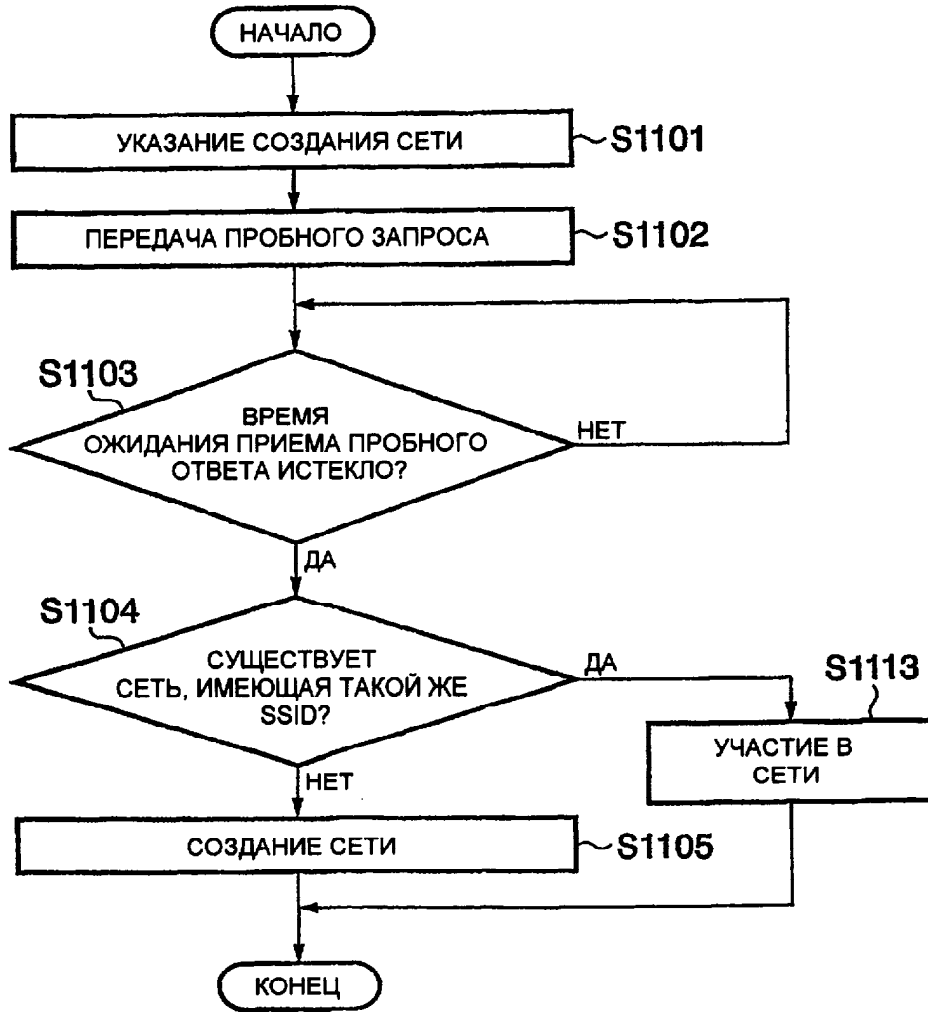 НАЧАЛО
УКАЗАНИЕ СОЗДАНИЯ СЕТИ
S1101
ПЕРЕДАЧА ПРОБНОГО ЗАПРОСА
S1102
S1103
ВРЕМЯ
ОЖИДАНИЯ ПРИЕМА ПРОБНОГО
ОТВЕТА ИСТЕКЛО?
НЕТ
ДА
S1104
СУЩЕСТВУЕТ
СЕТЬ, ИМЕЮЩАЯ ТАКОЙ ЖЕ
SSID?
ДА
S1113
УЧАСТИЕ В
СЕТИ
НЕТ
СОЗДАНИЕ СЕТИ
S1105
КОНЕЦ